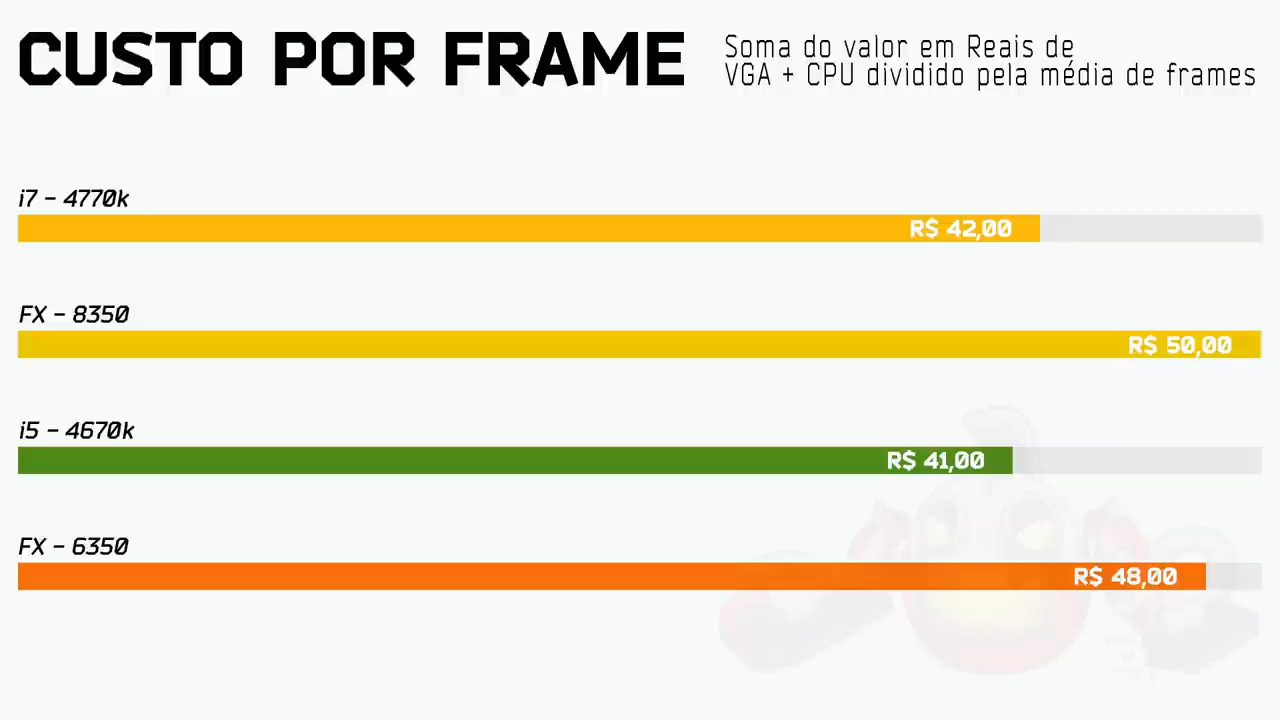 CUSTO POR FRAME
Soma do valor em Reais de
VGA + CPU dividido pela média de frames
i7 - 4770k
R$ 42,00
FX - 8350
R$ 50,00
i5 - 4670k
R$ 41,00
FX - 6350
R$ 48,00